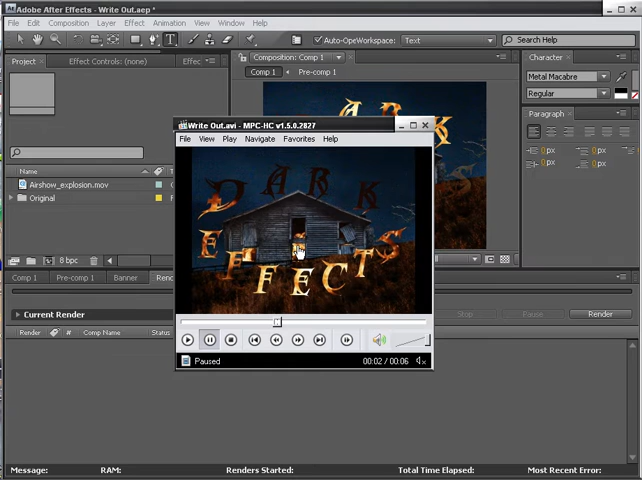 Adobe After Effects - Write Out.aep *
File Edit Composition Layer Effect Animation View Window Help
Auto-Ope Workspace: Text Search Help
Project Effect Controls: (none) Effec
Composition: Comp 1
Comp 1 Pre-comp 1
Character
Metal Macabre
Regular
Paragraph
0 px 0 px
0 px 0 px
Name
Airshow_explosion.mov
Original
8 bpc
Comp 1 Pre-comp 1 Banner Ren
Current Render
Stop Pause Render
Render # Comp Name Status
Write Out.avi - MPC-HC v1.5.0.2827
File View Play Navigate Favorites Help
DARK
EFFECTS
Paused 00:02 / 00:06
Message: RAM: Renders Started: Total Time Elapsed: Most Recent Error: